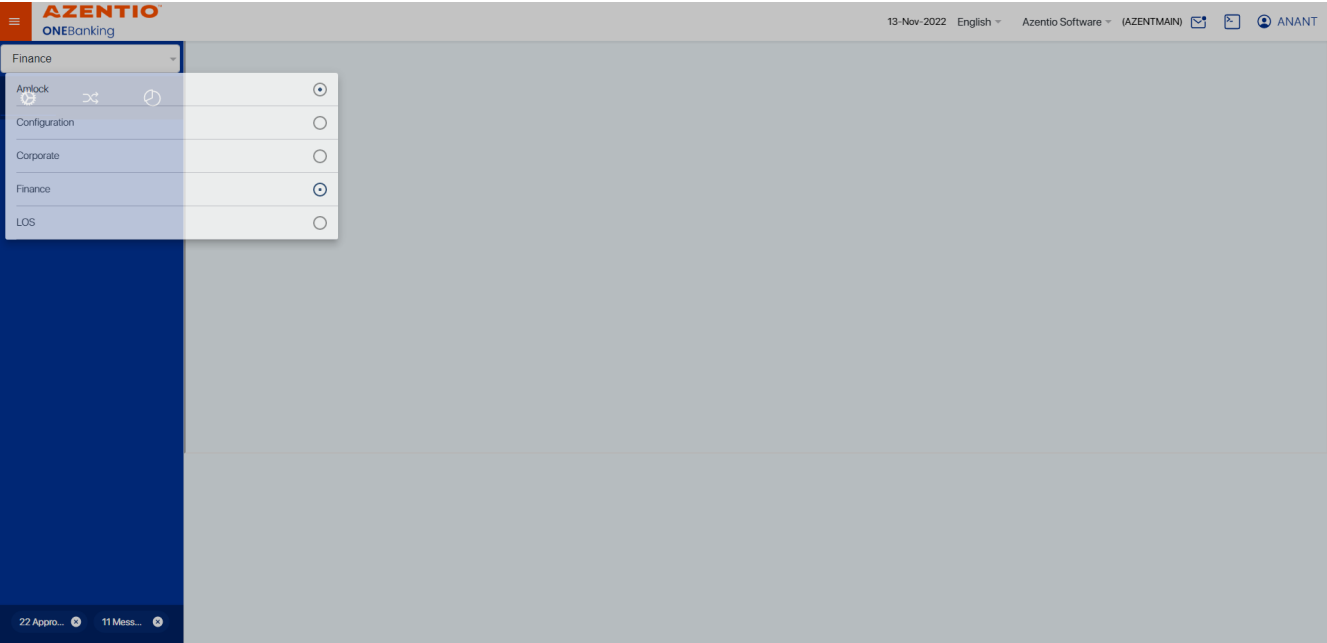 AZENTIO
ONEBanking
13-Nov-2022 English Azentio Software (AZENTMAIN) ANANT
Finance
Amlock
Configuration
Corporate
Finance
LOS
22 Appro... 11 Mess...